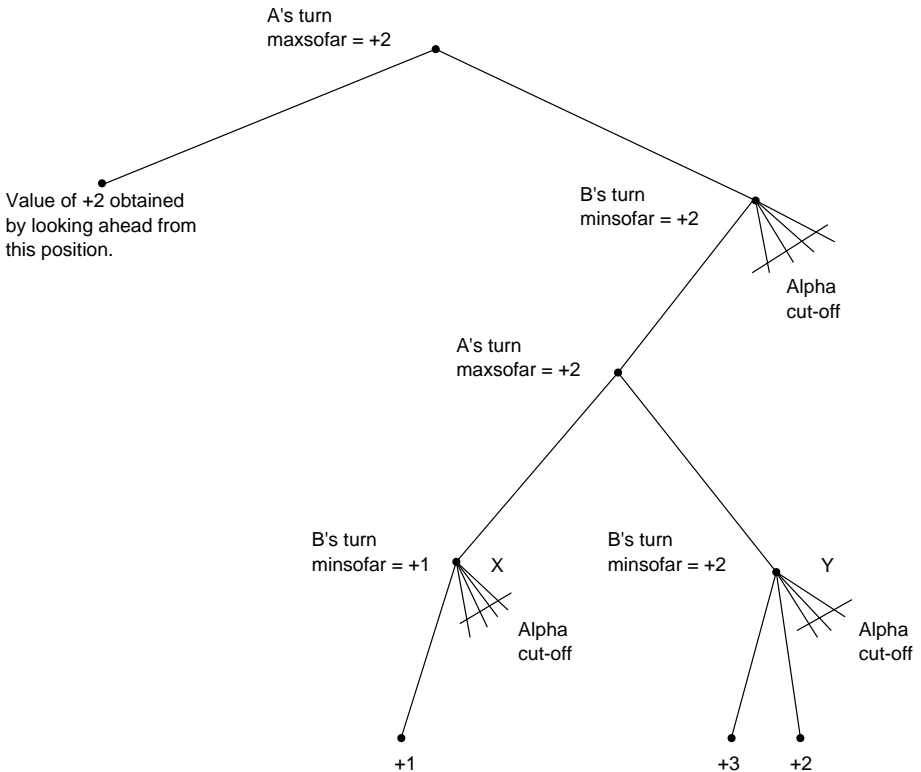 A's turn
maxsofar = +2
Value of +2 obtained
by looking ahead from
this position.
B's turn
minsofar = +2
Alpha
cut-off
A's turn
maxsofar = +2
B's turn
minsofar = +1
X
Alpha
cut-off
B's turn
minsofar = +2
Y
Alpha
cut-off
+1
+3
+2